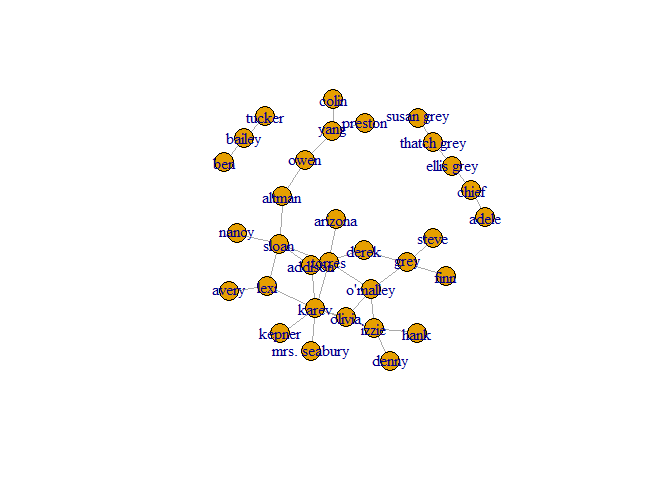 colin
tucker
susan grey
preston
yang
bailey
thatch grey
owen
ben
ellis grey
chief
altman
arizona
adele
nancy
steve
sloan
derek
torres
grey
addison
finn
lexi
avery
o'malley
karev
olivia
izzie
kepner
hank
mrs. seabury
denny